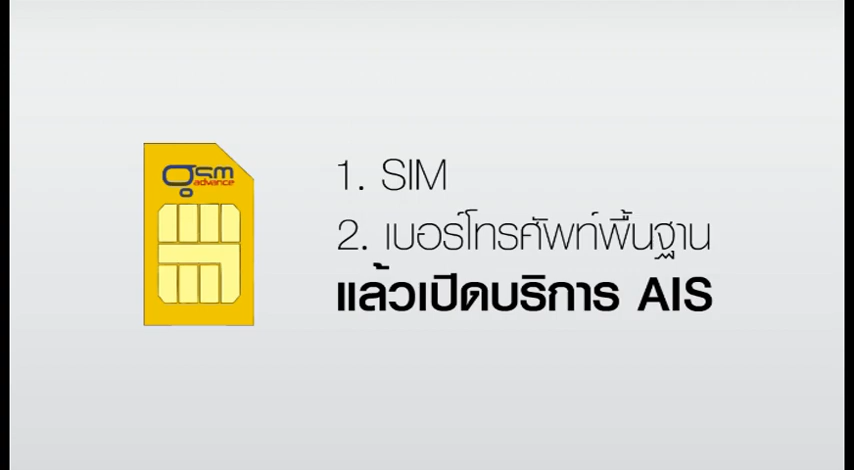 gsm
advance
1. SIM
2. เบอร์โทรศัพท์พื้นฐาน
แล้วเปิดบริการ AIS